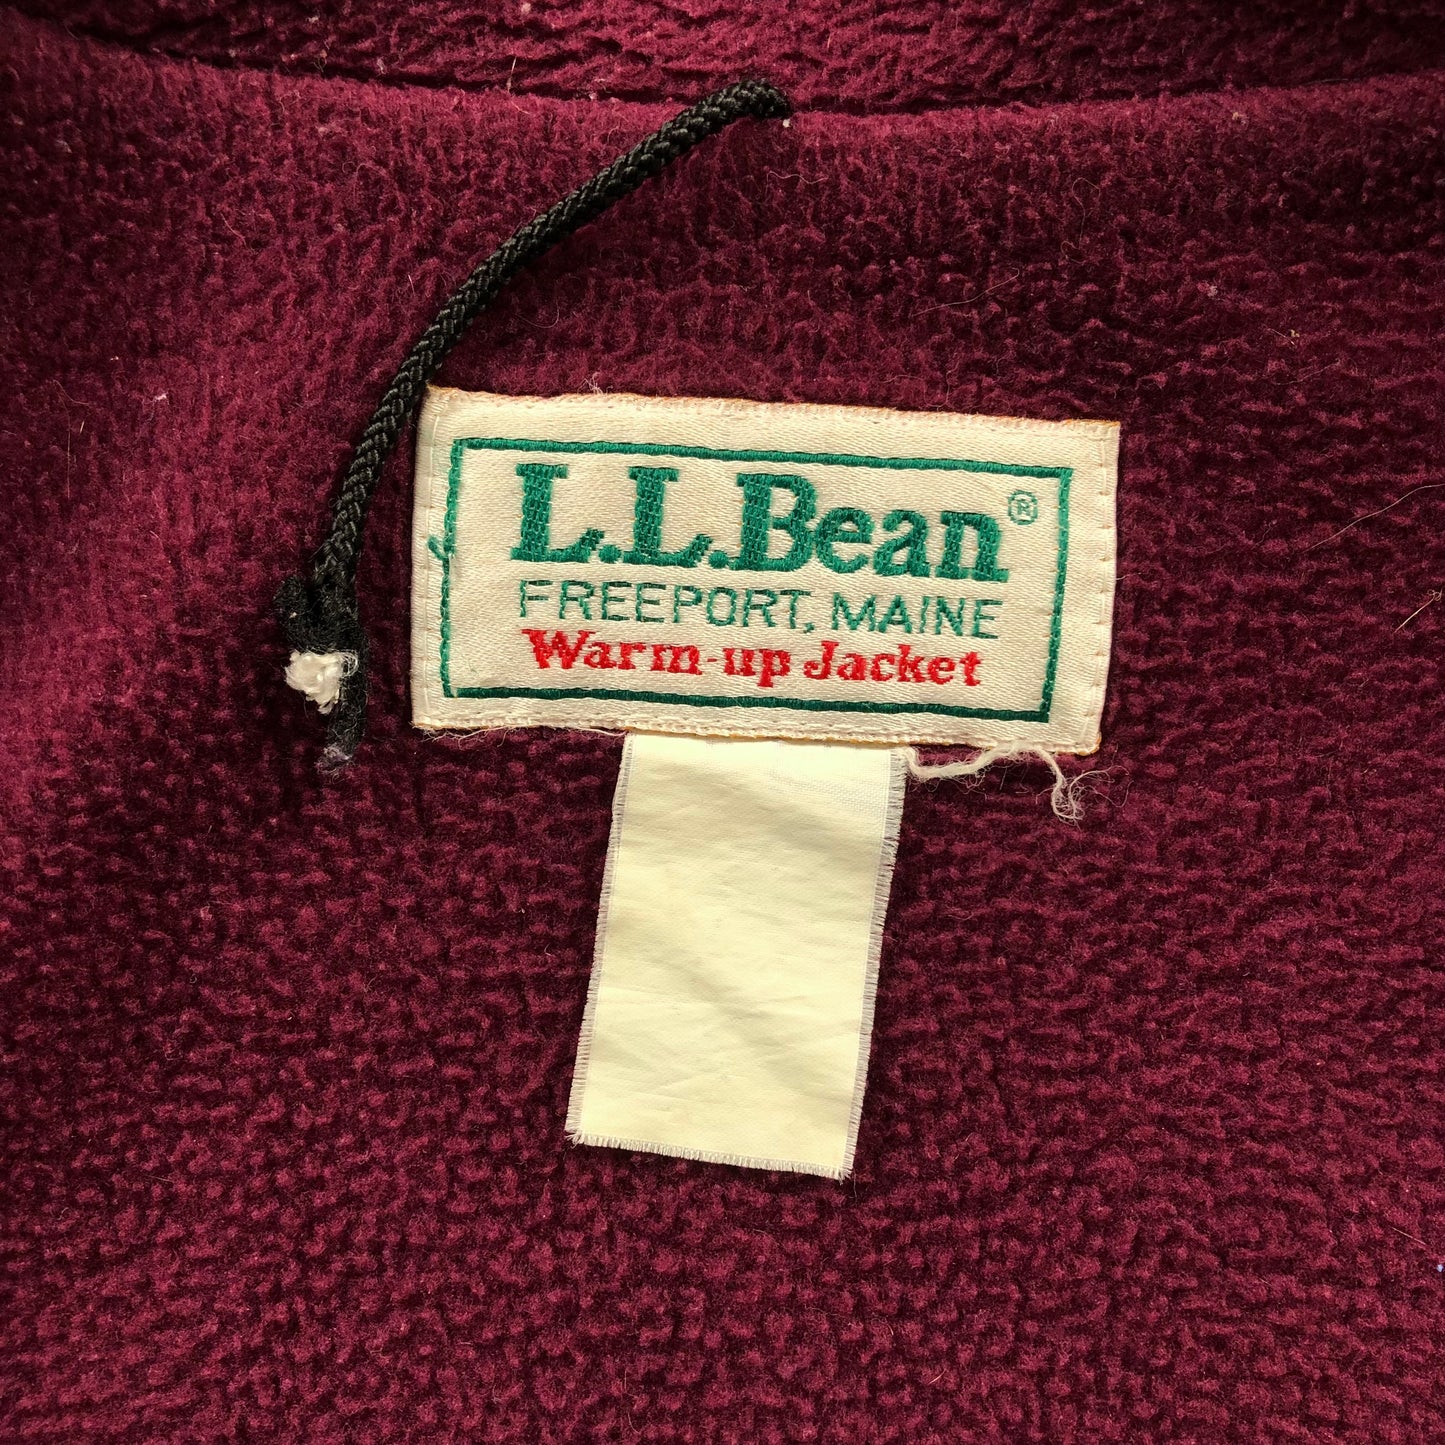 L.L.Bean®
FREEPORT, MAINE
Warm-up Jacket